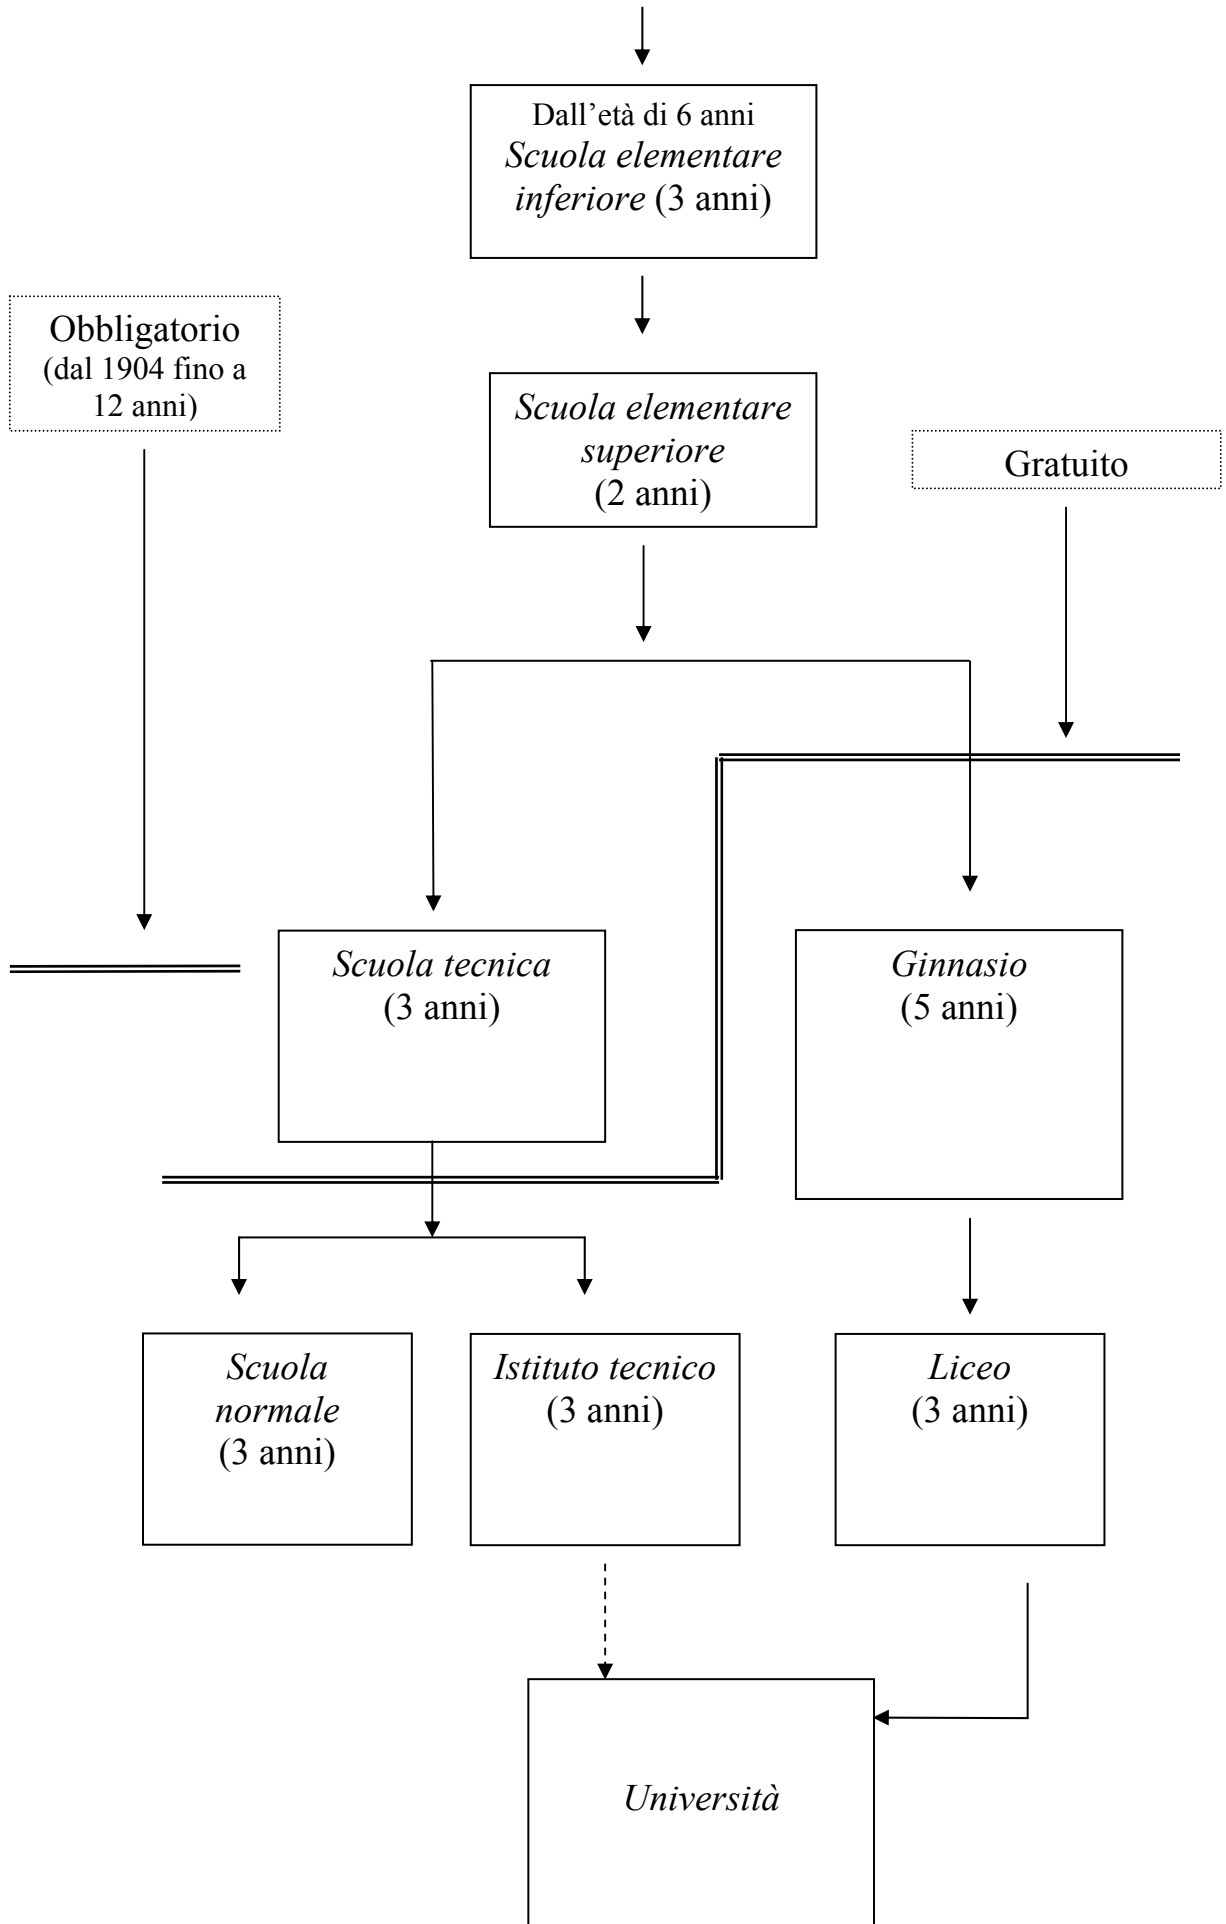 Dall’età di 6 anni
Scuola elementare
inferiore (3 anni)
Obbligatorio
(dal 1904 fino a
12 anni)
Scuola elementare
superiore
(2 anni)
Gratuito
Scuola tecnica
(3 anni)
Ginnasio
(5 anni)
Scuola
normale
(3 anni)
Istituto tecnico
(3 anni)
Liceo
(3 anni)
Università